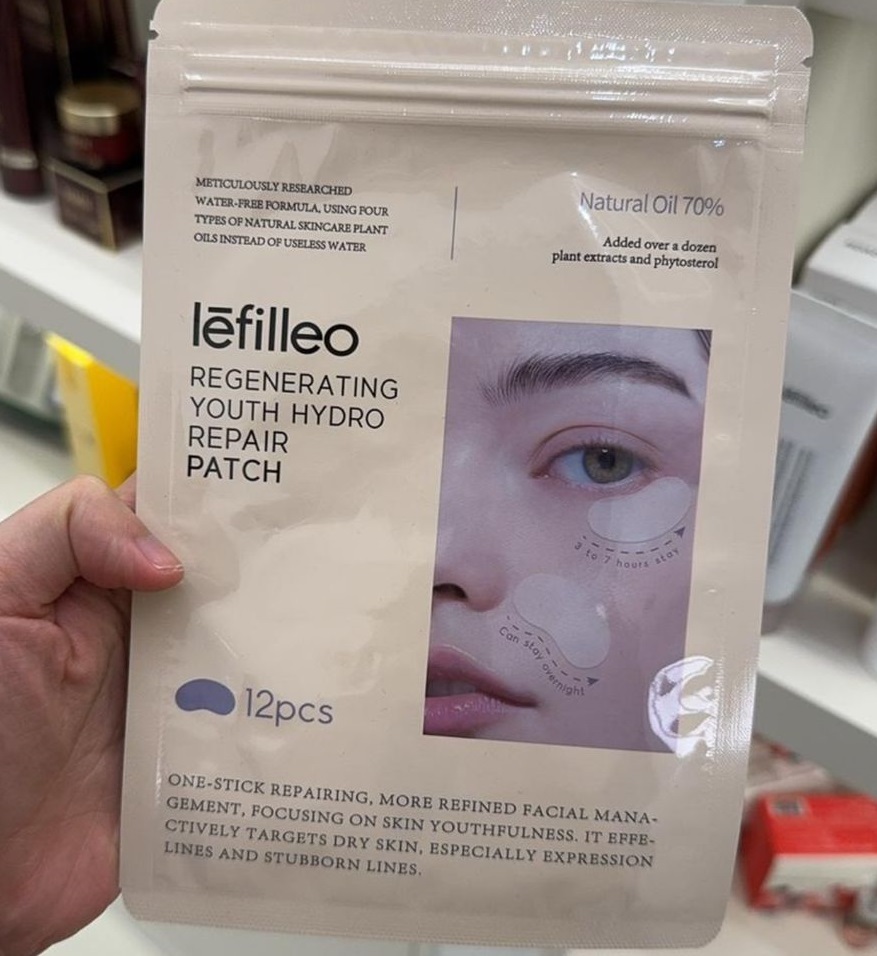 METICULOUSLY RESEARCHED
WATER-FREE FORMULA, USING FOUR
TYPES OF NATURAL SKINCARE PLANT
OILS INSTEAD OF USELESS WATER
Natural Oil 70%
Added over a dozen
plant extracts and phytosterol
lēfilleo
REGENERATING
YOUTH HYDRO
REPAIR
PATCH
3 to 7 hours stay
Can stay overnight
12pcs
ONE-STICK REPAIRING, MORE REFINED FACIAL MANA-
GEMENT, FOCUSING ON SKIN YOUTHFULNESS. IT EFFE-
CTIVELY TARGETS DRY SKIN, ESPECIALLY EXPRESSION
LINES AND STUBBORN LINES.